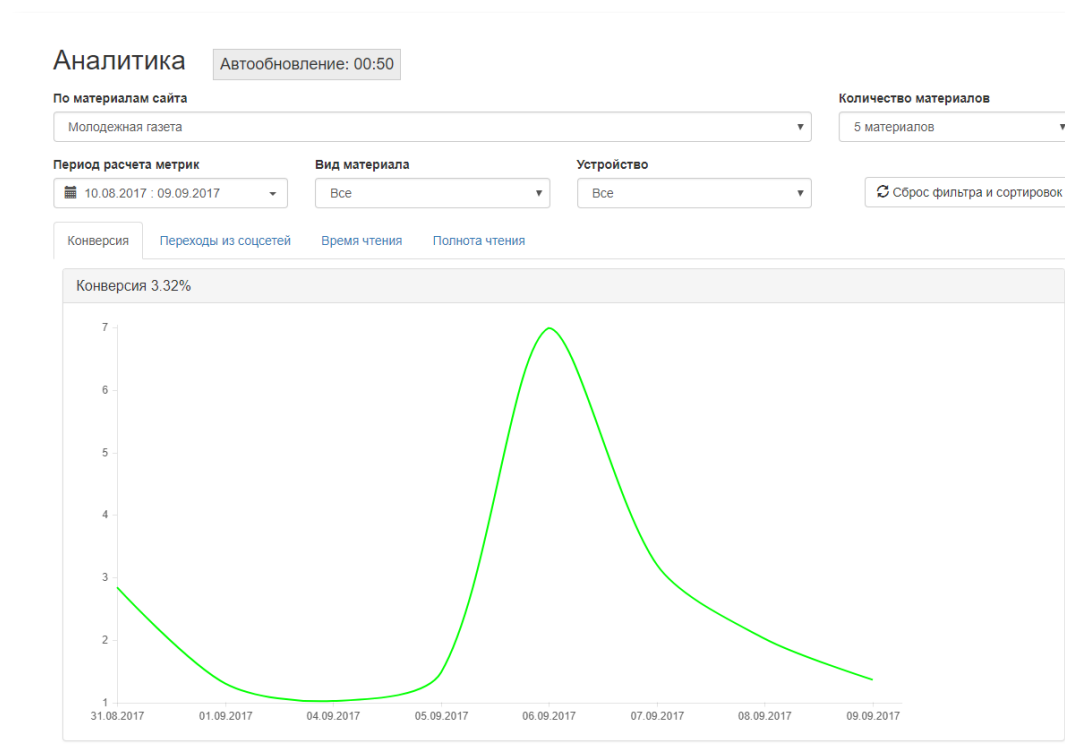 Аналитика Автообновление: 00:50
По материалам сайта Количество материалов
Молодежная газета 5 материалов
Период расчета метрик Вид материала Устройство
10.08.2017 : 09.09.2017 Все Все Сброс фильтра и сортировок
Конверсия Переходы из соцсетей Время чтения Полнота чтения
Конверсия 3.32%
7
6
5
4
3
2
1
31.08.2017 01.09.2017 04.09.2017 05.09.2017 06.09.2017 07.09.2017 08.09.2017 09.09.2017